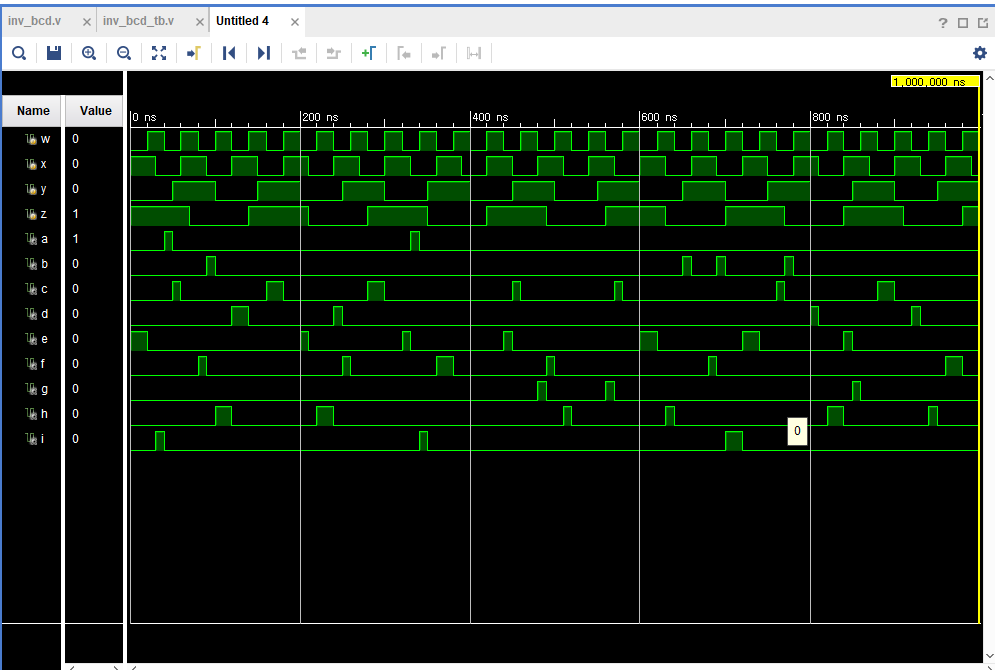 inv_bcd.v × inv_bcd_tb.v × Untitled 4 ×
?
1,000,000 ns
Name Value
0 ns 200 ns 400 ns 600 ns 800 ns
w 0
x 0
y 0
z 1
a 1
b 0
c 0
d 0
e 0
f 0
g 0
h 0
i 0
0